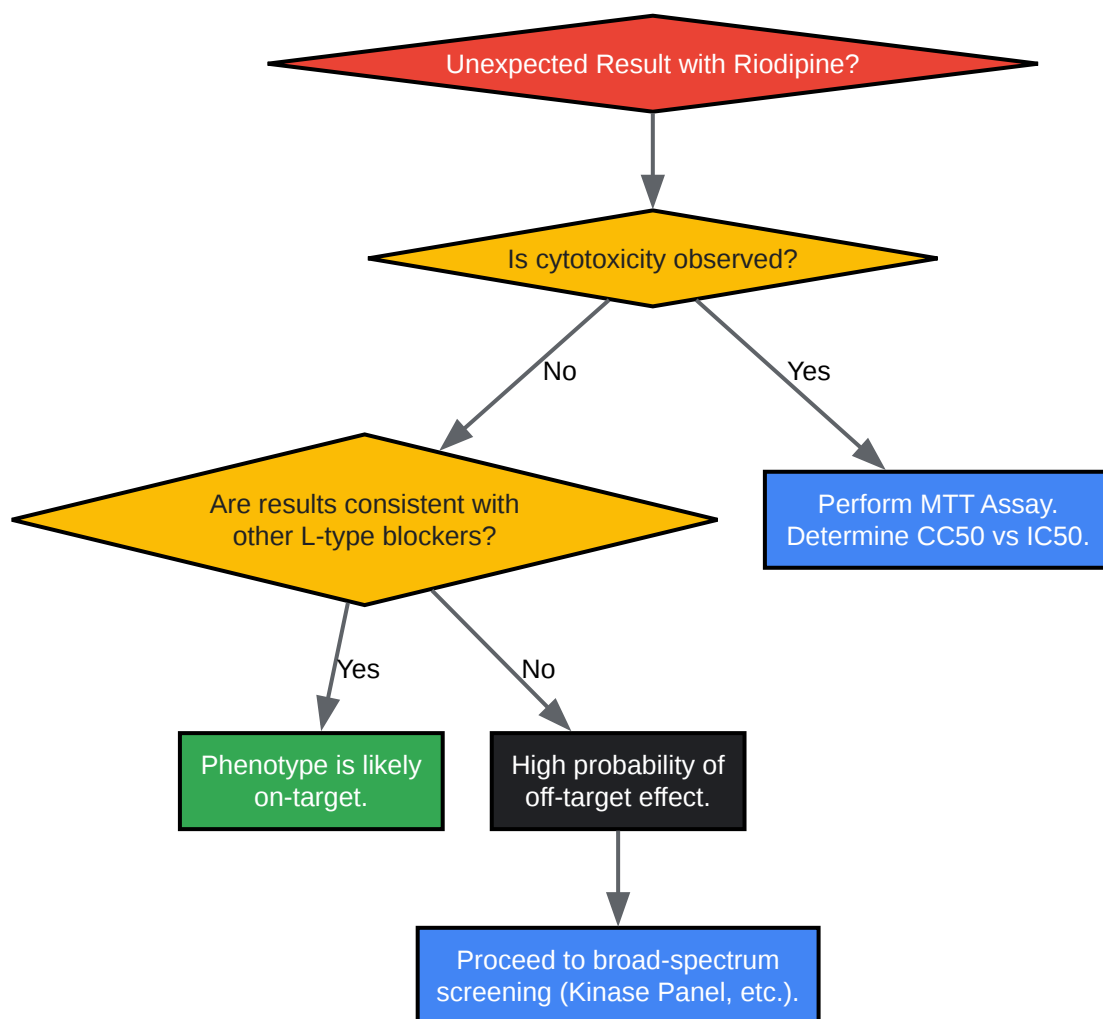 Unexpected Result with Riodipine?
Is cytotoxicity observed?
No
Yes
Are results consistent with
other L-type blockers?
Perform MTT Assay.
Determine CC50 vs IC50.
Yes
No
Phenotype is likely
on-target.
High probability of
off-target effect.
Proceed to broad-spectrum
screening (Kinase Panel, etc.).